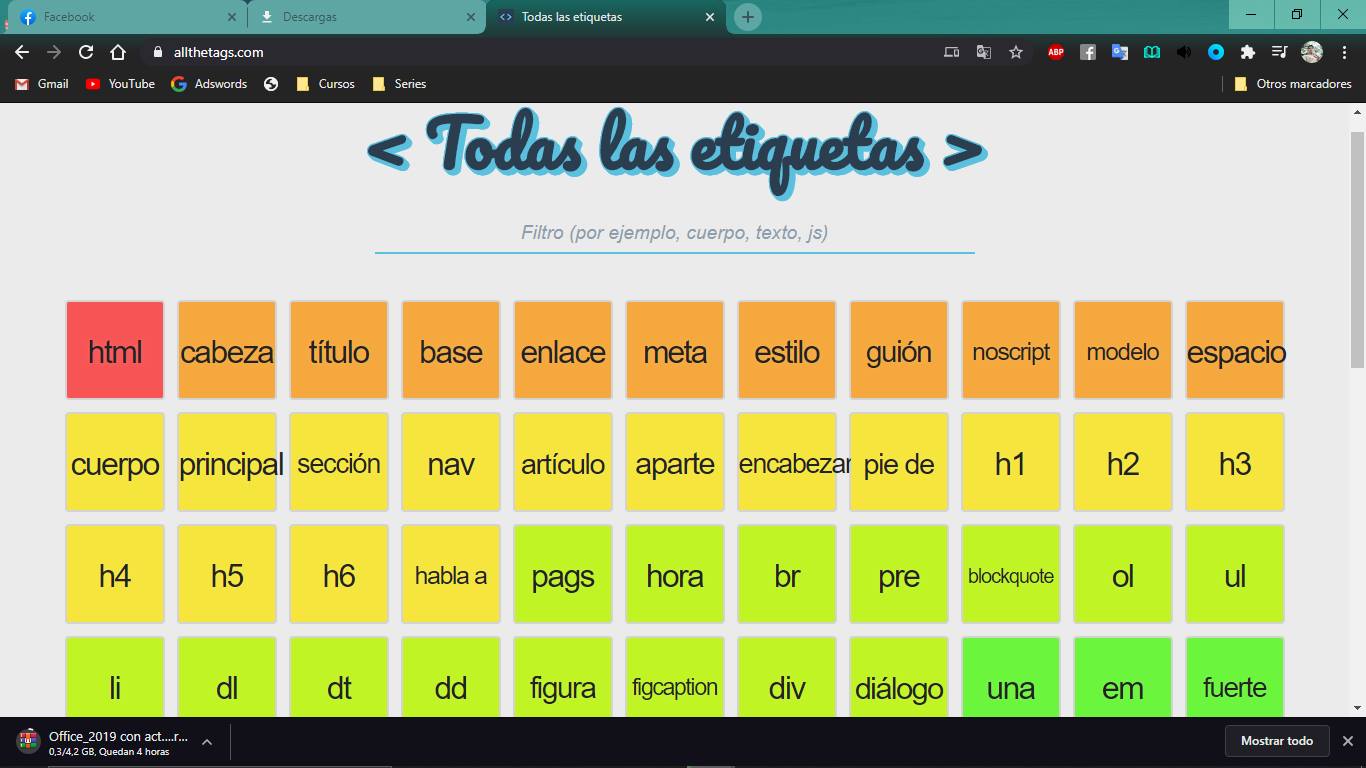 Facebook
Descargas
Todas las etiquetas
allthetags.com
ABP
Gmail
YouTube
Adswords
Cursos
Series
Otros marcadores
< Todas las etiquetas >
Filtro (por ejemplo, cuerpo, texto, js)
html cabeza título base enlace meta estilo guión noscript modelo espacio
cuerpo principal sección nav artículo aparte encabezar pie de h1 h2 h3
h4 h5 h6 habla a pags hora br pre blockquote ol ul
li dl dt dd figura figcaption div diálogo una em fuerte
Office_2019 con act....r...
0,3/4,2 GB, Quedan 4 horas
Mostrar todo